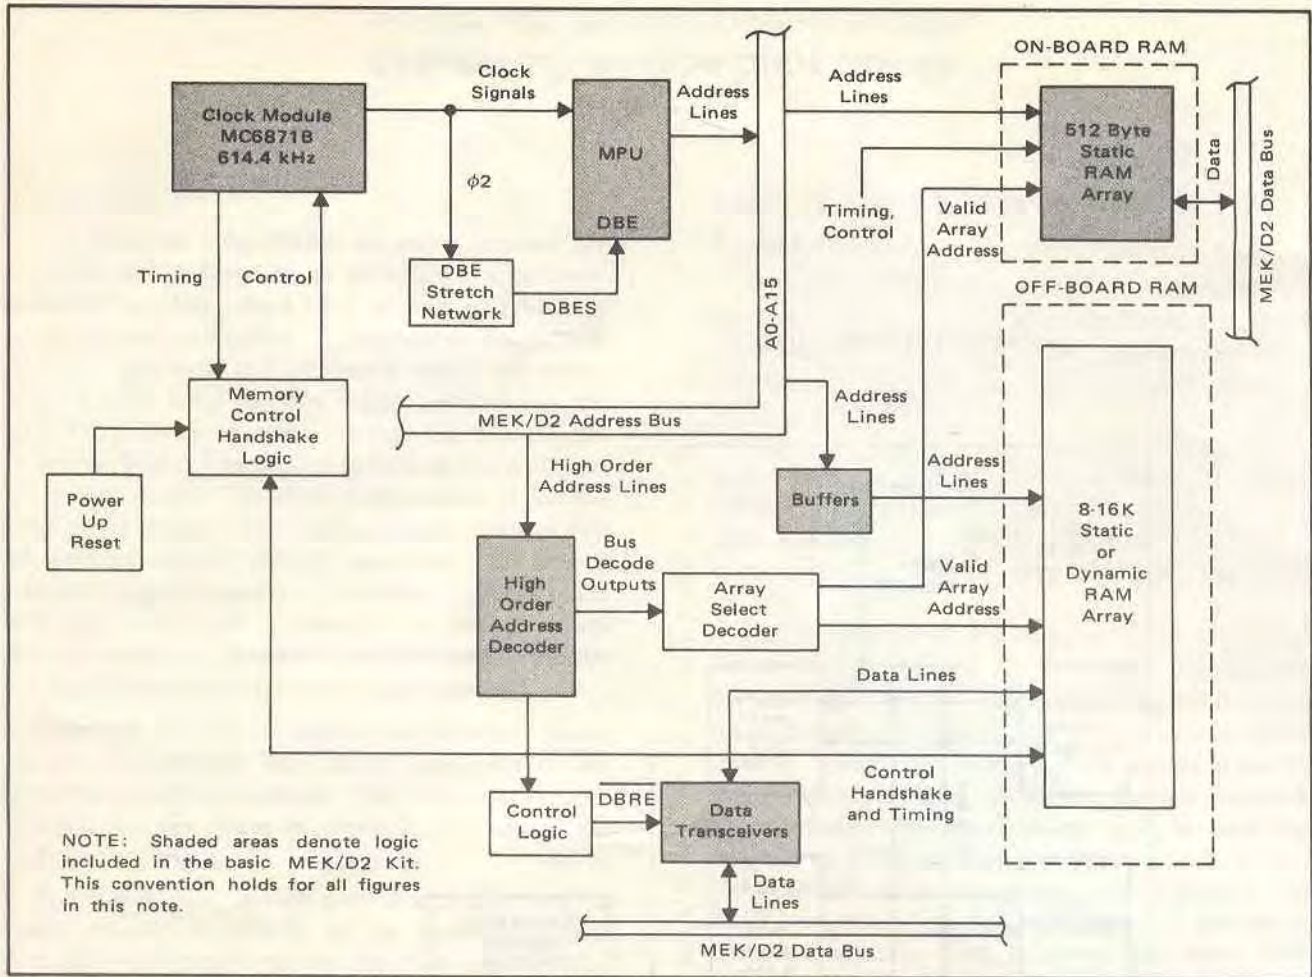 ON-BOARD RAM
Clock
Signals
Address
Lines
Address
Lines
Clock Module
MC6871B
614.4 kHz
MPU
DBE
512 Byte
Static
RAM
Array
Data
MEK/D2 Data Bus
ϕ2
Timing,
Control
Valid
Array
Address
Timing
Control
DBE
Stretch
Network
DBES
A0-A15
OFF-BOARD RAM
Memory
Control
Handshake
Logic
MEK/D2 Address Bus
Address
Lines
High Order
Address Lines
Power
Up
Reset
Buffers
Address
Lines
8-16K
Static
or
Dynamic
RAM
Array
High
Order
Address
Decoder
Bus
Decode
Outputs
Array
Select
Decoder
Valid
Array
Address
Data Lines
Control
Logic
D̅B̅R̅E̅
Data
Transceivers
Control
Handshake
and Timing
NOTE: Shaded areas denote logic
included in the basic MEK/D2 Kit.
This convention holds for all figures
in this note.
Data
Lines
MEK/D2 Data Bus